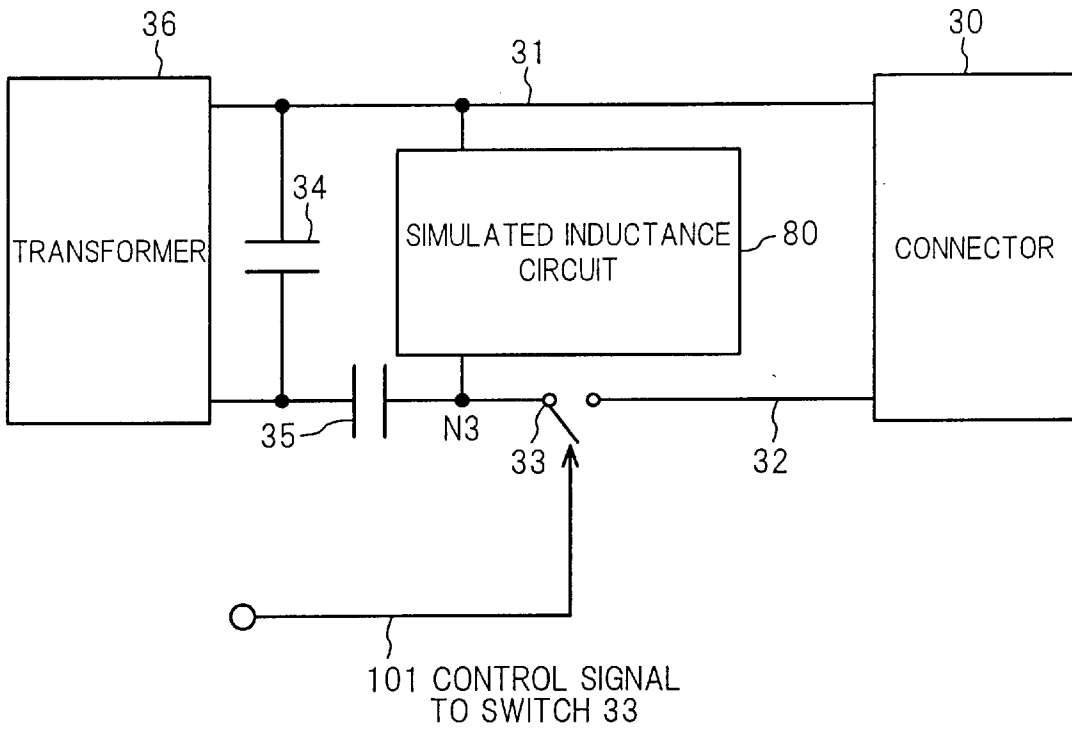 36
30
31
34
TRANSFORMER
SIMULATED INDUCTANCE
CIRCUIT
80
CONNECTOR
35
N3
33
32
101 CONTROL SIGNAL
TO SWITCH 33